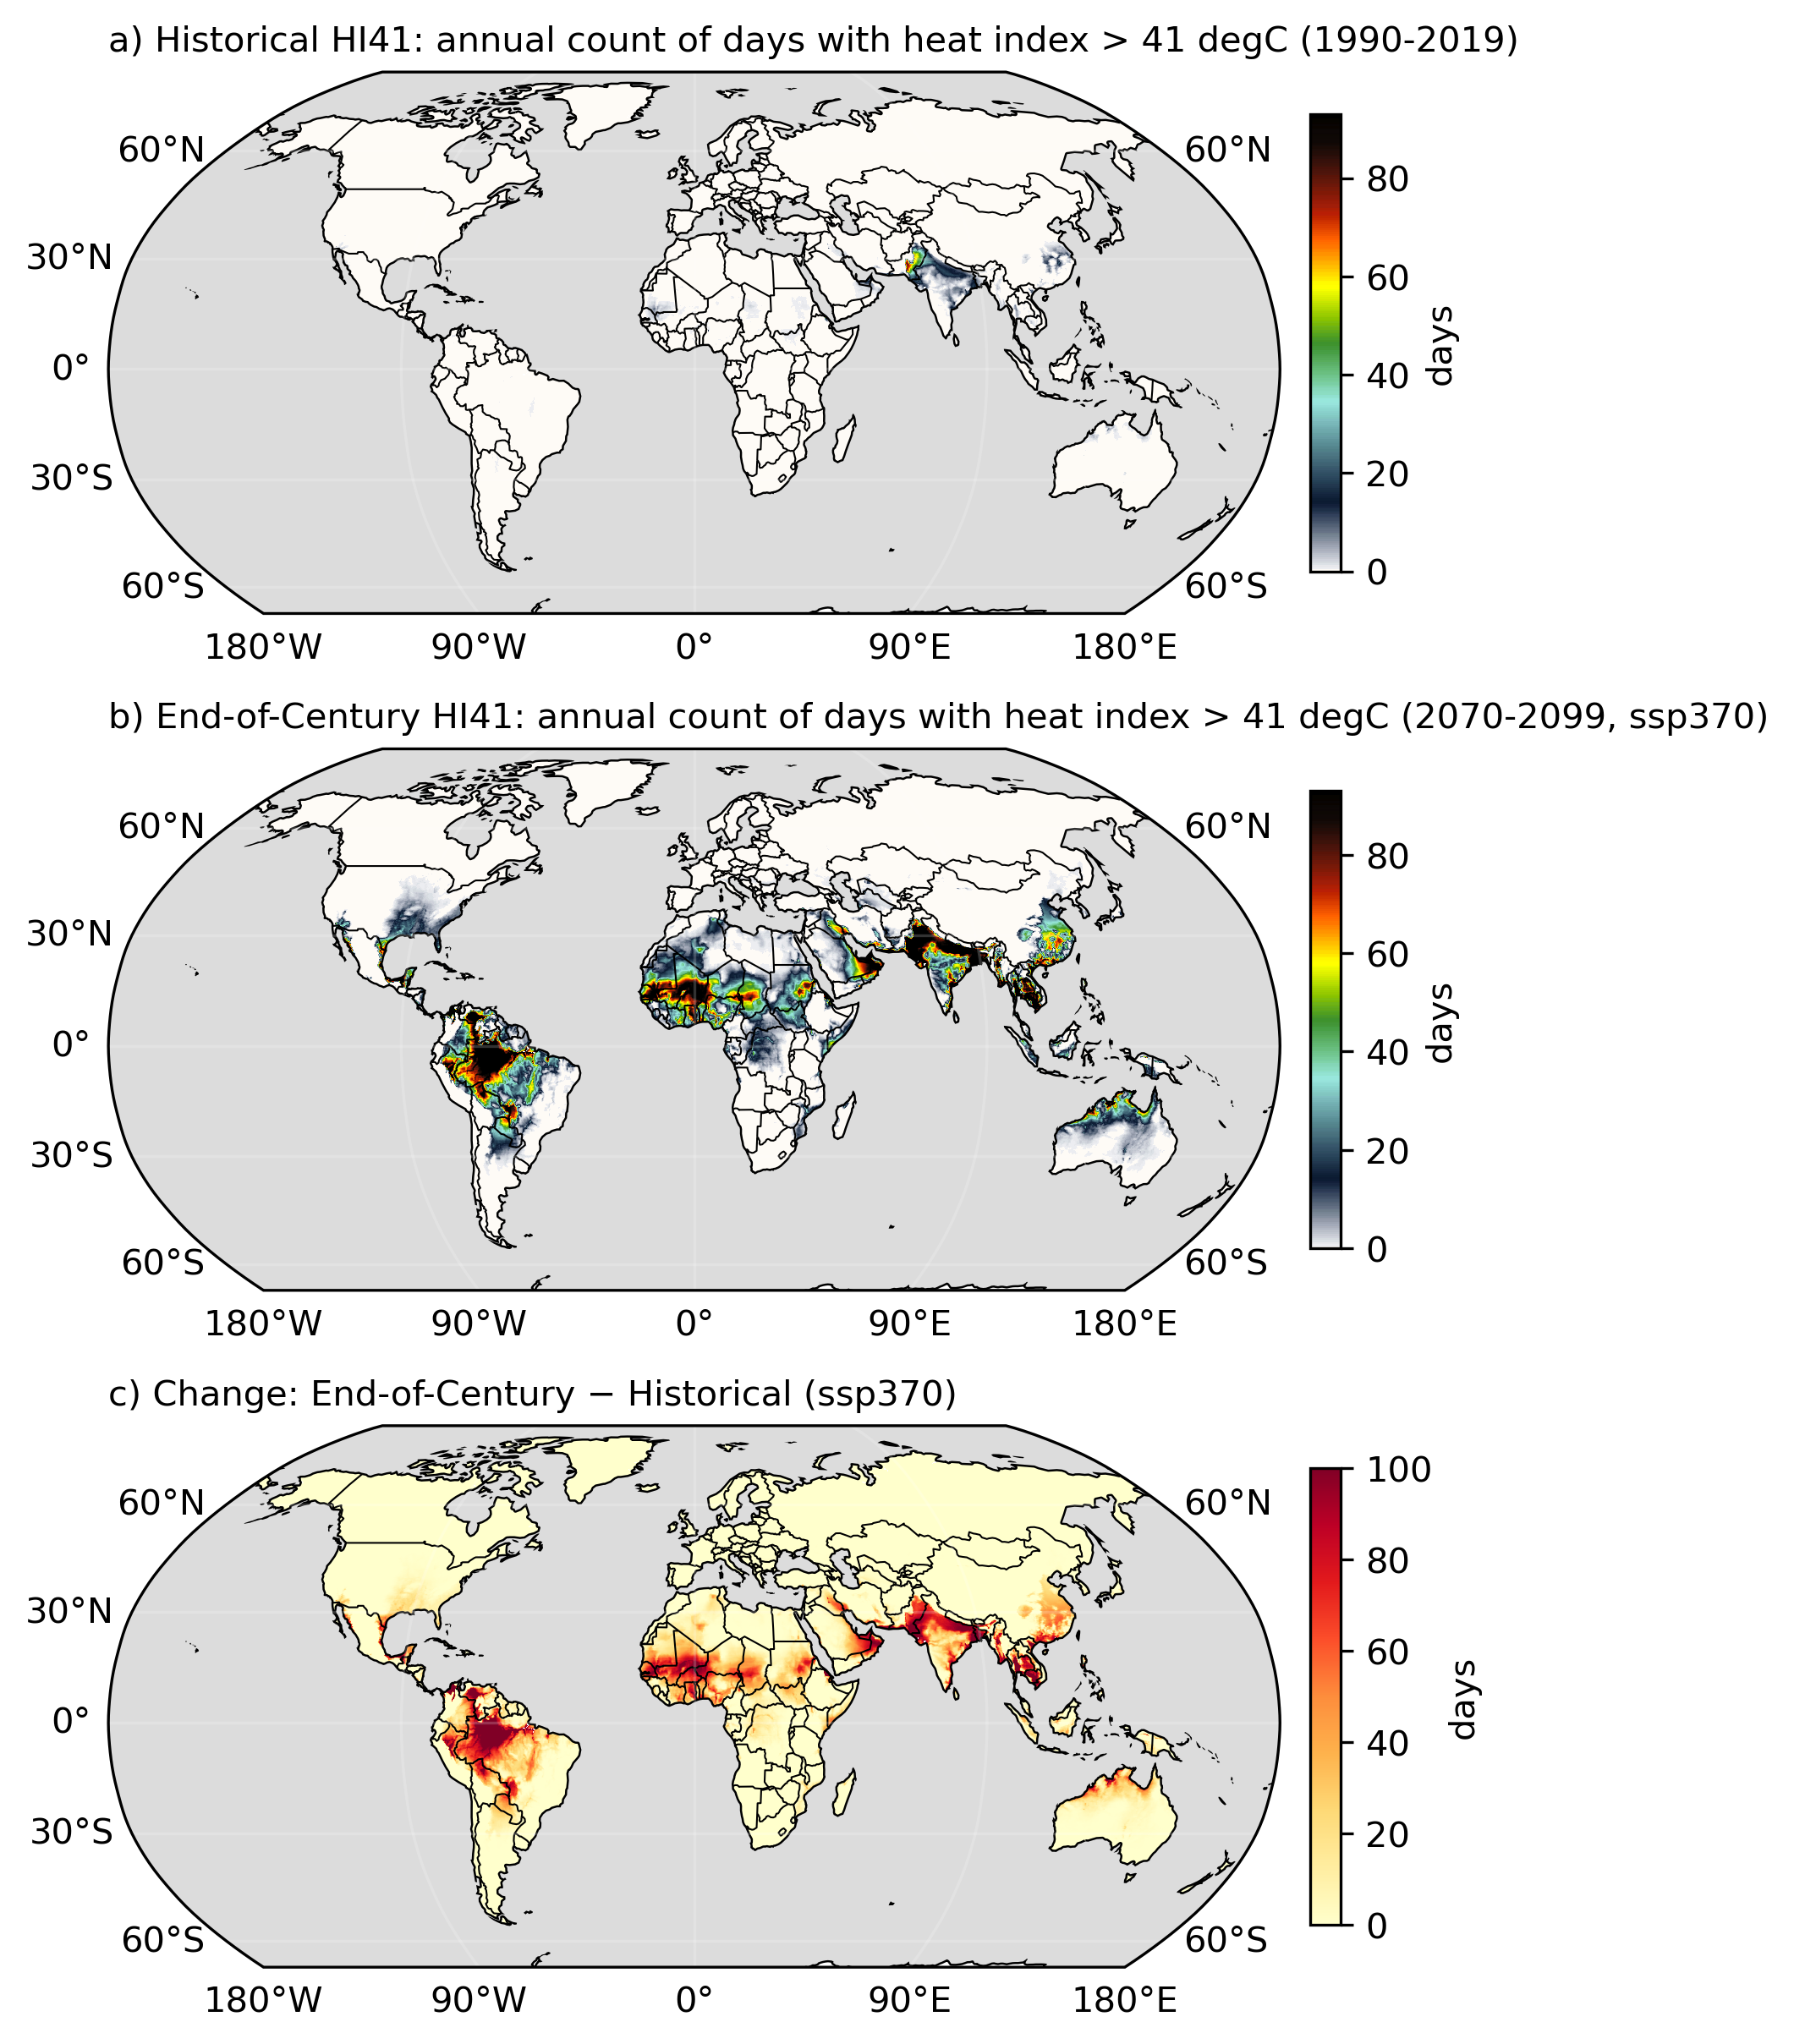 a) Historical HI41: annual count of days with heat index > 41 degC (1990-2019)
60°N
60°N
30°N
0°
30°S
60°S
60°S
180°W
90°W
0°
90°E
180°E
80
60
40
20
0
days
b) End-of-Century HI41: annual count of days with heat index > 41 degC (2070-2099, ssp370)
60°N
60°N
30°N
0°
30°S
60°S
60°S
180°W
90°W
0°
90°E
180°E
80
60
40
20
0
days
c) Change: End-of-Century − Historical (ssp370)
60°N
60°N
30°N
0°
30°S
60°S
60°S
180°W
90°W
0°
90°E
180°E
100
80
60
40
20
0
days